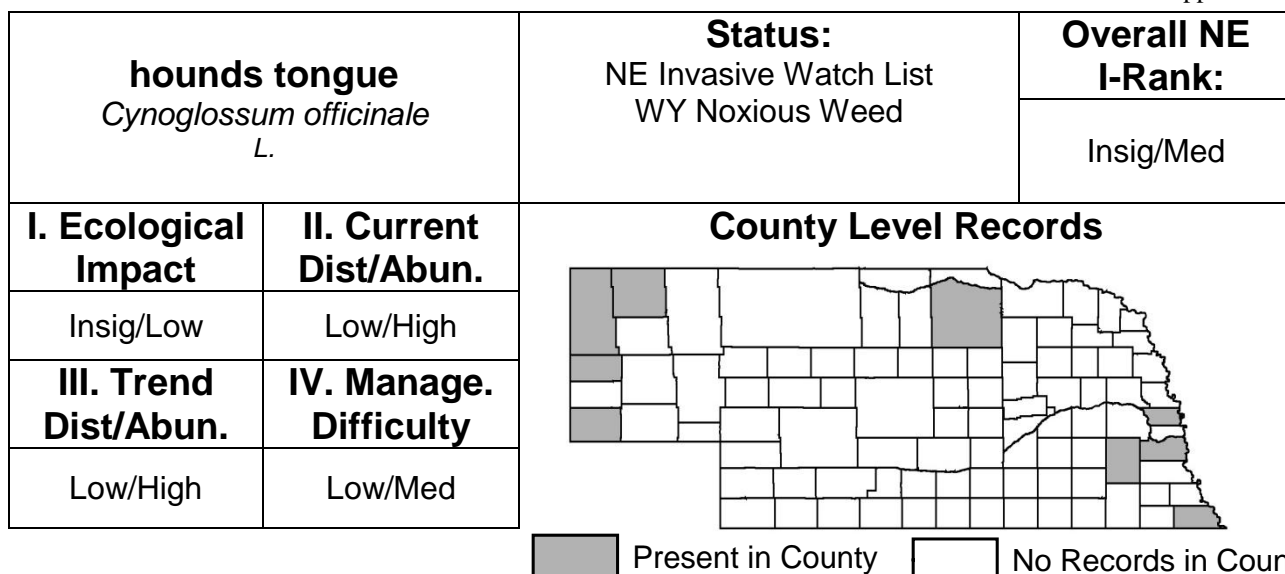 hounds tongue
Cynoglossum officinale
L.
Status:
NE Invasive Watch List
WY Noxious Weed
Overall NE
I-Rank:
Insig/Med
I. Ecological
Impact
II. Current
Dist/Abun.
Insig/Low
Low/High
III. Trend
Dist/Abun.
IV. Manage.
Difficulty
Low/High
Low/Med
County Level Records
Present in County
No Records in Coun